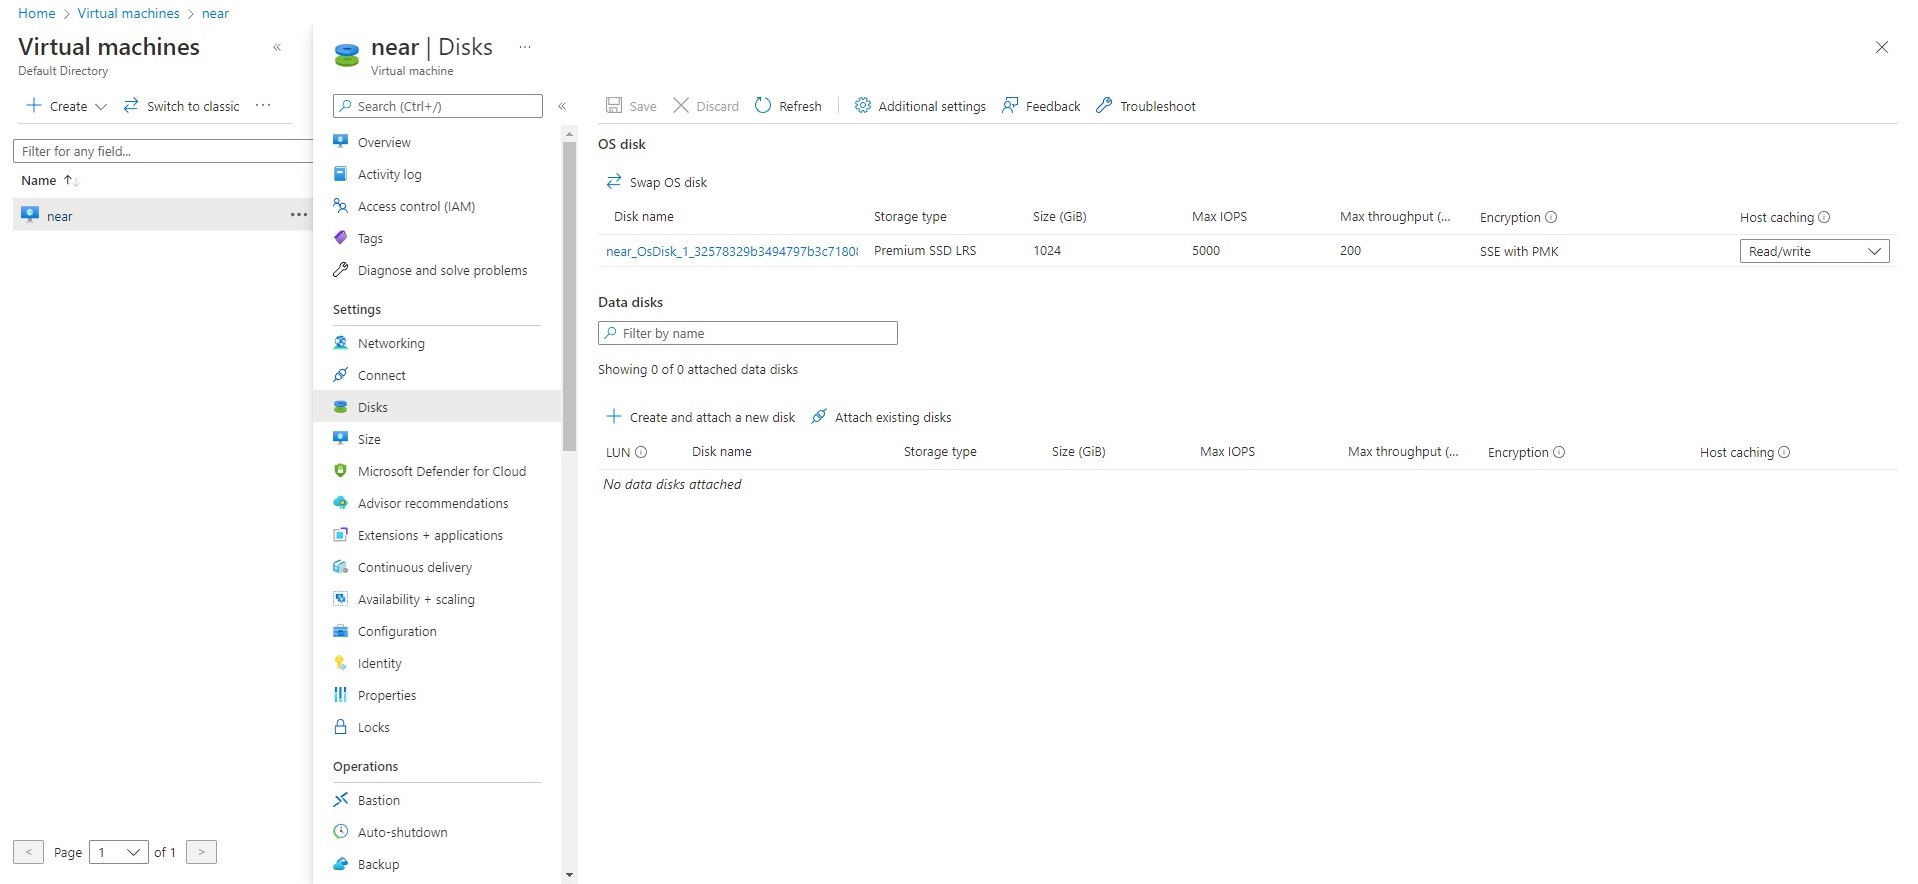 Home > Virtual machines > near
Virtual machines «
Default Directory
+ Create Switch to classic ...
Filter for any field...
Name ↑↓
near ...
< Page 1 of 1 >
near | Disks ...
Virtual machine
Search (Ctrl+/) «
Overview
Activity log
Access control (IAM)
Tags
Diagnose and solve problems
Settings
Networking
Connect
Disks
Size
Microsoft Defender for Cloud
Advisor recommendations
Extensions + applications
Continuous delivery
Availability + scaling
Configuration
Identity
Properties
Locks
Operations
Bastion
Auto-shutdown
Backup
Save Discard Refresh Additional settings Feedback Troubleshoot
OS disk
Swap OS disk
Disk name Storage type Size (GiB) Max IOPS Max throughput (... Encryption Host caching
near_OsDisk_1_32578329b3494797b3c7180 Premium SSD LRS 1024 5000 200 SSE with PMK Read/write
Data disks
Filter by name
Showing 0 of 0 attached data disks
+ Create and attach a new disk Attach existing disks
LUN Disk name Storage type Size (GiB) Max IOPS Max throughput (... Encryption Host caching
No data disks attached